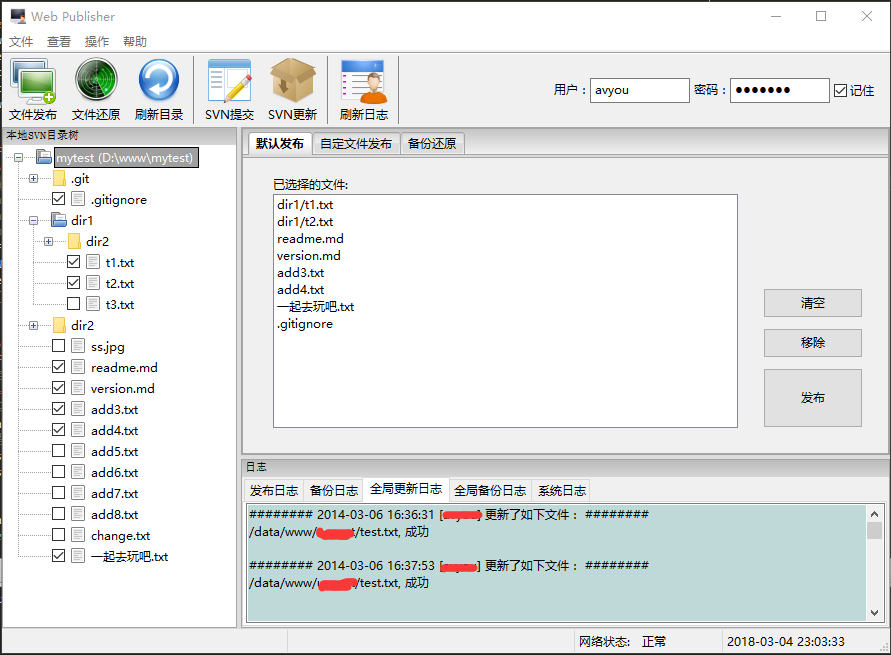 Web Publisher
文件 查看 操作 帮助
文件发布 文件还原 刷新目录 SVN提交 SVN更新 刷新日志
用户： avyou 密码： ●●●●●●● 记住
本地SVN目录树
mytest (D:\www\mytest)
.git
.gitignore
dir1
dir2
t1.txt
t2.txt
t3.txt
dir2
ss.jpg
readme.md
version.md
add3.txt
add4.txt
add5.txt
add6.txt
add7.txt
add8.txt
change.txt
一起去玩吧.txt
默认发布 自定义文件发布 备份还原
已选择的文件:
dir1/t1.txt
dir1/t2.txt
readme.md
version.md
add3.txt
add4.txt
一起去玩吧.txt
.gitignore
清空
移除
发布
日志
发布日志 备份日志 全局更新日志 全局备份日志 系统日志
######## 2014-03-06 16:36:31 [ ] 更新了如下文件： ########
/data/www/ /test.txt, 成功
######## 2014-03-06 16:37:53 [ ] 更新了如下文件： ########
/data/www/ /test.txt, 成功
网络状态: 正常 2018-03-04 23:03:33